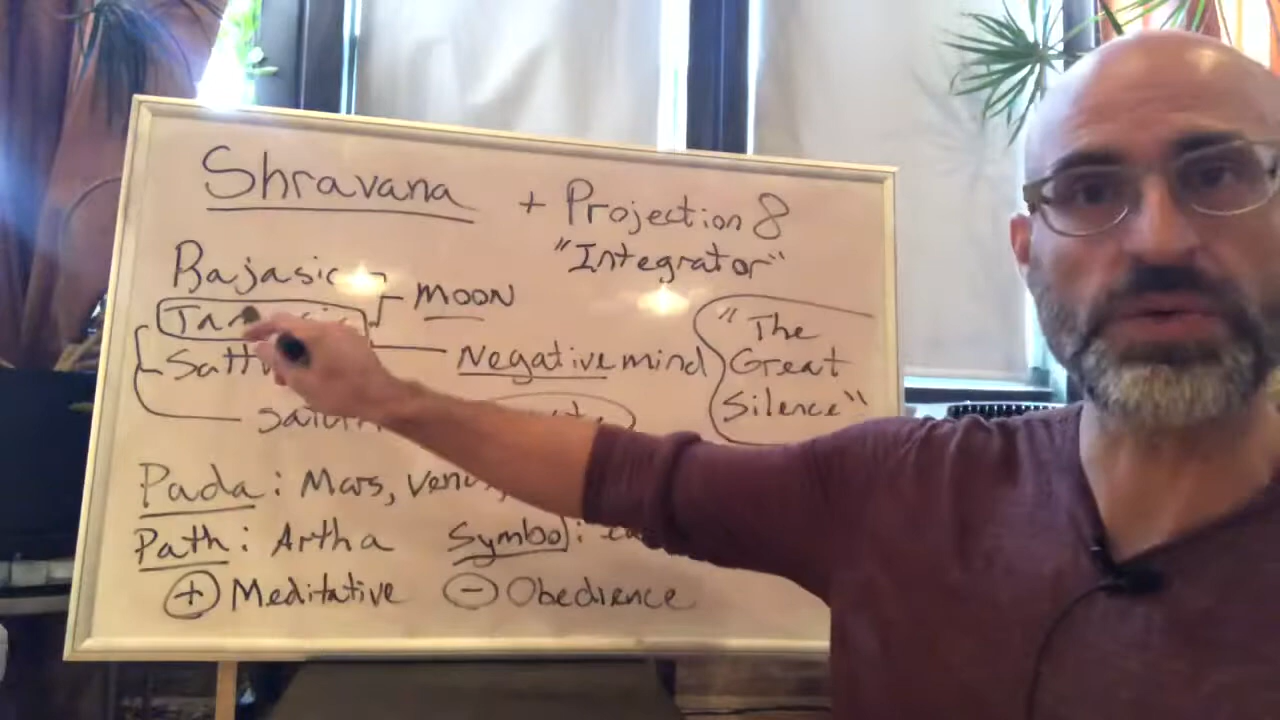 Shravana + Projection 8
"Integrator"
Rajasic
MOON
Negative mind
"The
Great
Silence"
Pada: Mars, Venus,
Path: Artha Symbol:
+ Meditative - Obedience